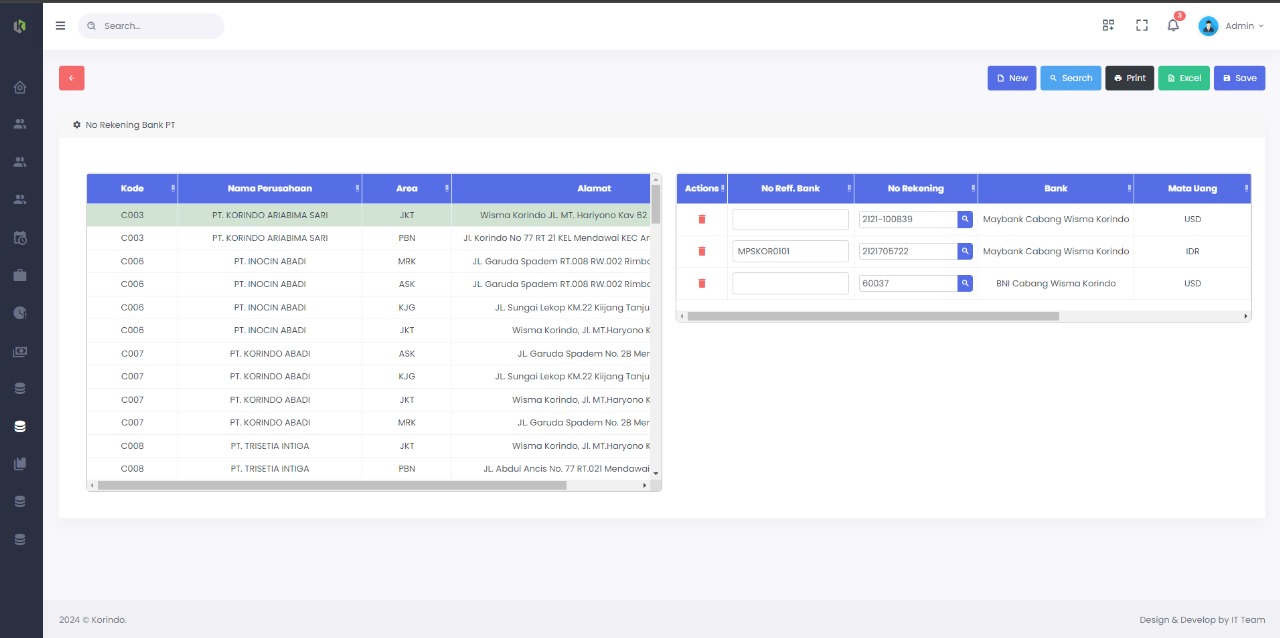 Search...
3
Admin
New Search Print Excel Save
No Rekening Bank PT
Kode Nama Perusahaan Area Alamat
C003 PT. KORINDO ARIABIMA SARI JKT Wisma Korindo JL. MT. Hariyono Kav 62
C003 PT. KORINDO ARIABIMA SARI PBN Jl. Korindo No 77 RT 21 KEL Mendawai KEC Ar
C006 PT. INOCIN ABADI MRK JL. Garuda Spadem RT.008 RW.002 Rimbo
C006 PT. INOCIN ABADI ASK JL. Garuda Spadem RT.008 RW.002 Rimbo
C006 PT. INOCIN ABADI KJG JL. Sungai Lekop KM.22 Kiijang Tanju
C006 PT. INOCIN ABADI JKT Wisma Korindo, Jl. MT.Haryono K
C007 PT. KORINDO ABADI ASK JL. Garuda Spadem No. 2B Mer
C007 PT. KORINDO ABADI KJG JL. Sungai Lekop KM.22 Kiijang Tanju
C007 PT. KORINDO ABADI JKT Wisma Korindo, Jl. MT.Haryono K
C007 PT. KORINDO ABADI MRK JL. Garuda Spadem No. 2B Mer
C008 PT. TRISETIA INTIGA JKT Wisma Korindo, Jl. MT.Haryono K
C008 PT. TRISETIA INTIGA PBN JL. Abdul Ancis No. 77 RT.021 Mendawai
Actions No Reff. Bank No Rekening Bank Mata Uang
2121-100839 Maybank Cabang Wisma Korindo USD
MPSKOR0101 2121705722 Maybank Cabang Wisma Korindo IDR
60037 BNI Cabang Wisma Korindo USD
2024 © Korindo.
Design & Develop by IT Team